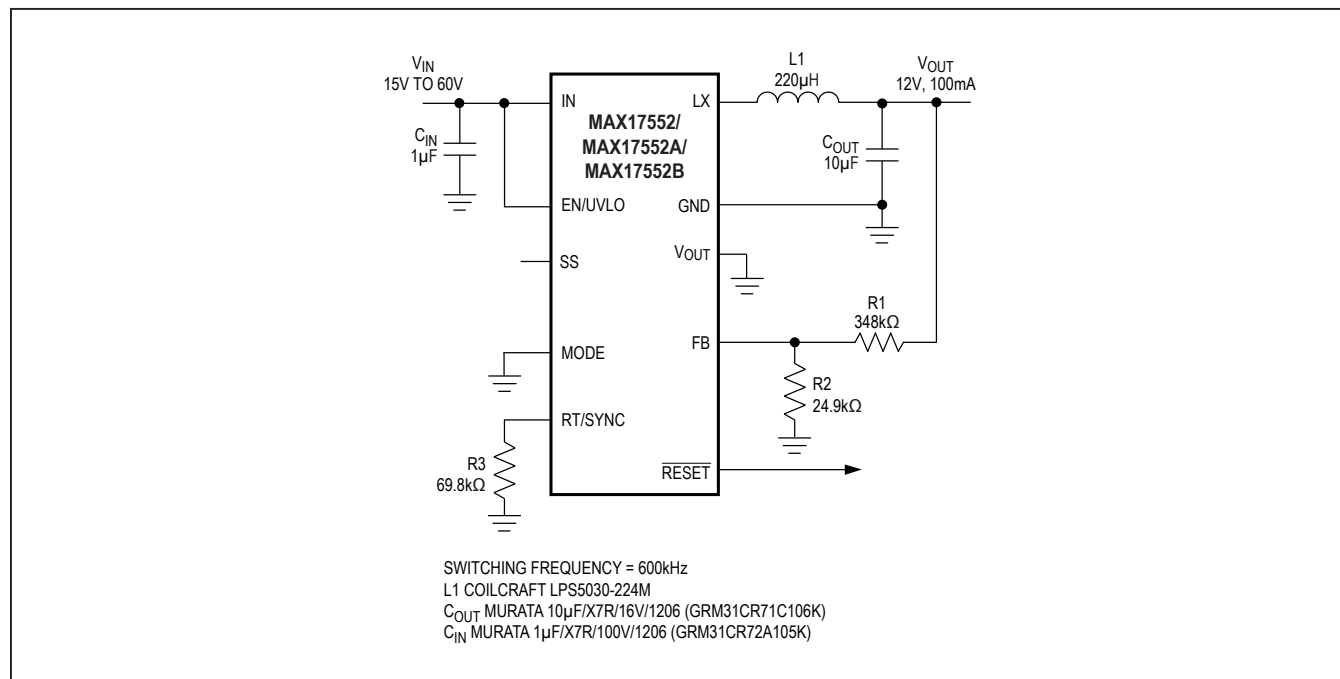 VIN
15V TO 60V
CIN
1µF
IN
EN/UVLO
SS
MODE
RT/SYNC
R3
69.8kΩ
MAX17552/
MAX17552A/
MAX17552B
LX
GND
VOUT
FB
RESET
L1
220µH
VOUT
12V, 100mA
COUT
10µF
R1
348kΩ
R2
24.9kΩ
SWITCHING FREQUENCY = 600kHz
L1 COILCRAFT LPS5030-224M
COUT MURATA 10µF/X7R/16V/1206 (GRM31CR71C106K)
CIN MURATA 1µF/X7R/100V/1206 (GRM31CR72A105K)